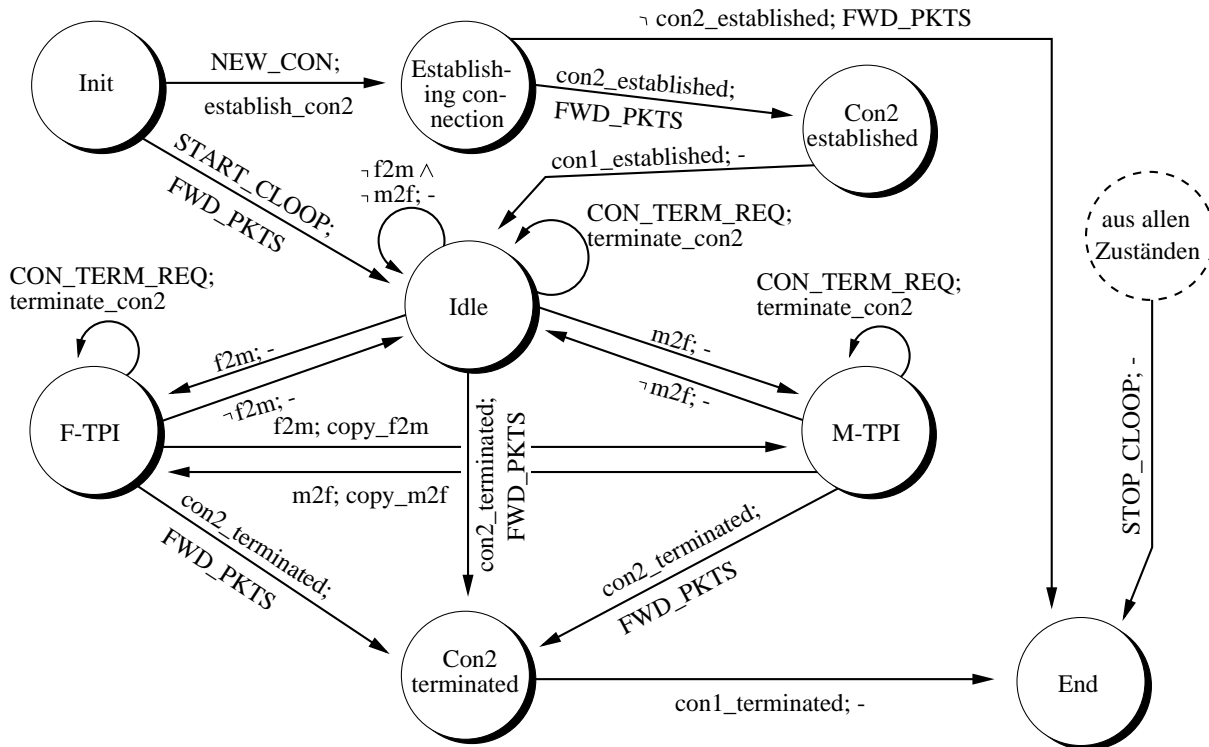 ¬ con2_established; FWD_PKTS
Init
NEW_CON;
establish_con2
Establish-
ing con-
nection
con2_established;
FWD_PKTS
Con2
established
START_CLOOP;
FWD_PKTS
con1_established; -
¬ f2m ∧
¬ m2f; -
CON_TERM_REQ;
terminate_con2
aus allen
Zuständen
CON_TERM_REQ;
terminate_con2
Idle
CON_TERM_REQ;
terminate_con2
f2m; -
¬ f2m; -
m2f; -
¬ m2f; -
F-TPI
f2m; copy_f2m
m2f; copy_m2f
M-TPI
con2_terminated;
FWD_PKTS
con2_terminated;
FWD_PKTS
con2_terminated;
FWD_PKTS
STOP_CLOOP; -
Con2
terminated
con1_terminated; -
End